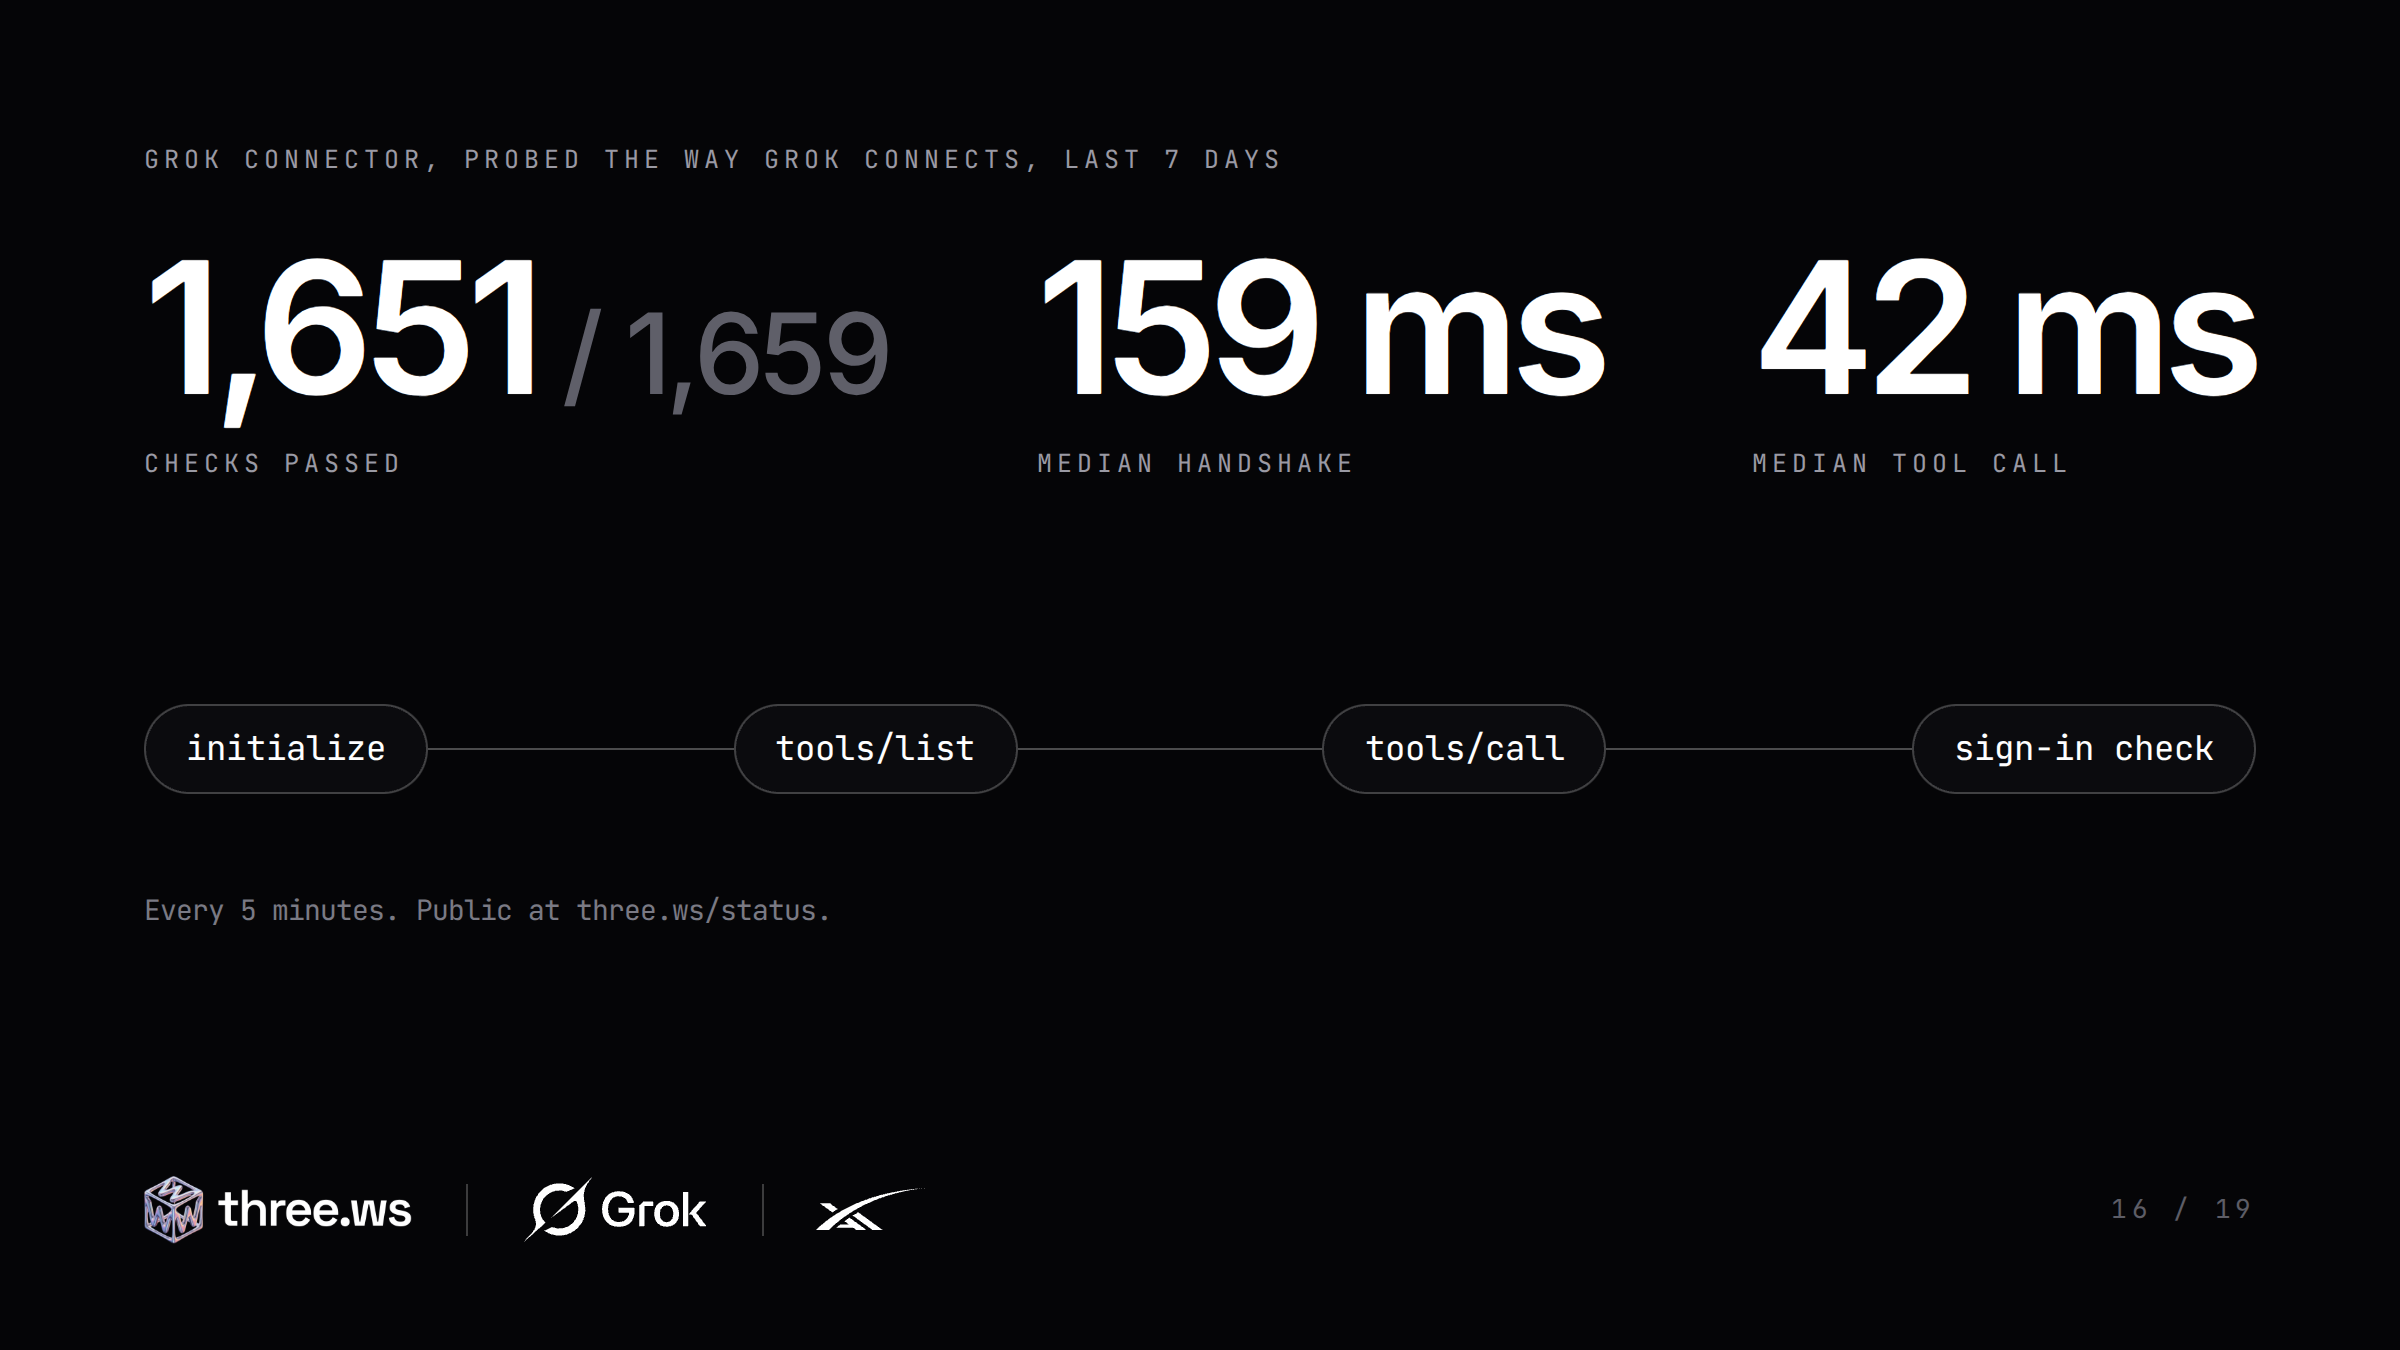 GROK CONNECTOR, PROBED THE WAY GROK CONNECTS, LAST 7 DAYS
1,651 / 1,659
CHECKS PASSED
159 ms
MEDIAN HANDSHAKE
42 ms
MEDIAN TOOL CALL
initialize
tools/list
tools/call
sign-in check
Every 5 minutes. Public at three.ws/status.
three.ws
Grok
16 / 19